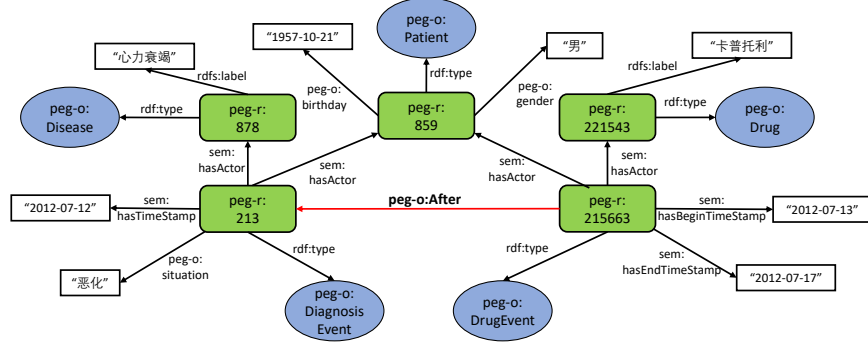 peg-o:
Patient
"1957-10-21"
"男"
"心力衰竭"
"卡普托利"
rdfs:label
rdf:type
rdfs:label
peg-o:
birthday
peg-o:
gender
peg-o:
Disease
rdf:type
peg-r:
878
peg-r:
859
peg-r:
221543
rdf:type
peg-o:
Drug
sem:
hasActor
sem:
hasActor
sem:
hasActor
sem:
hasActor
"2012-07-12"
sem:
hasTimeStamp
peg-r:
213
peg-o:After
peg-r:
215663
sem:
hasBeginTimeStamp
"2012-07-13"
"恶化"
peg-o:
situation
rdf:type
rdf:type
sem:
hasEndTimeStamp
"2012-07-17"
peg-o:
Diagnosis
Event
peg-o:
DrugEvent